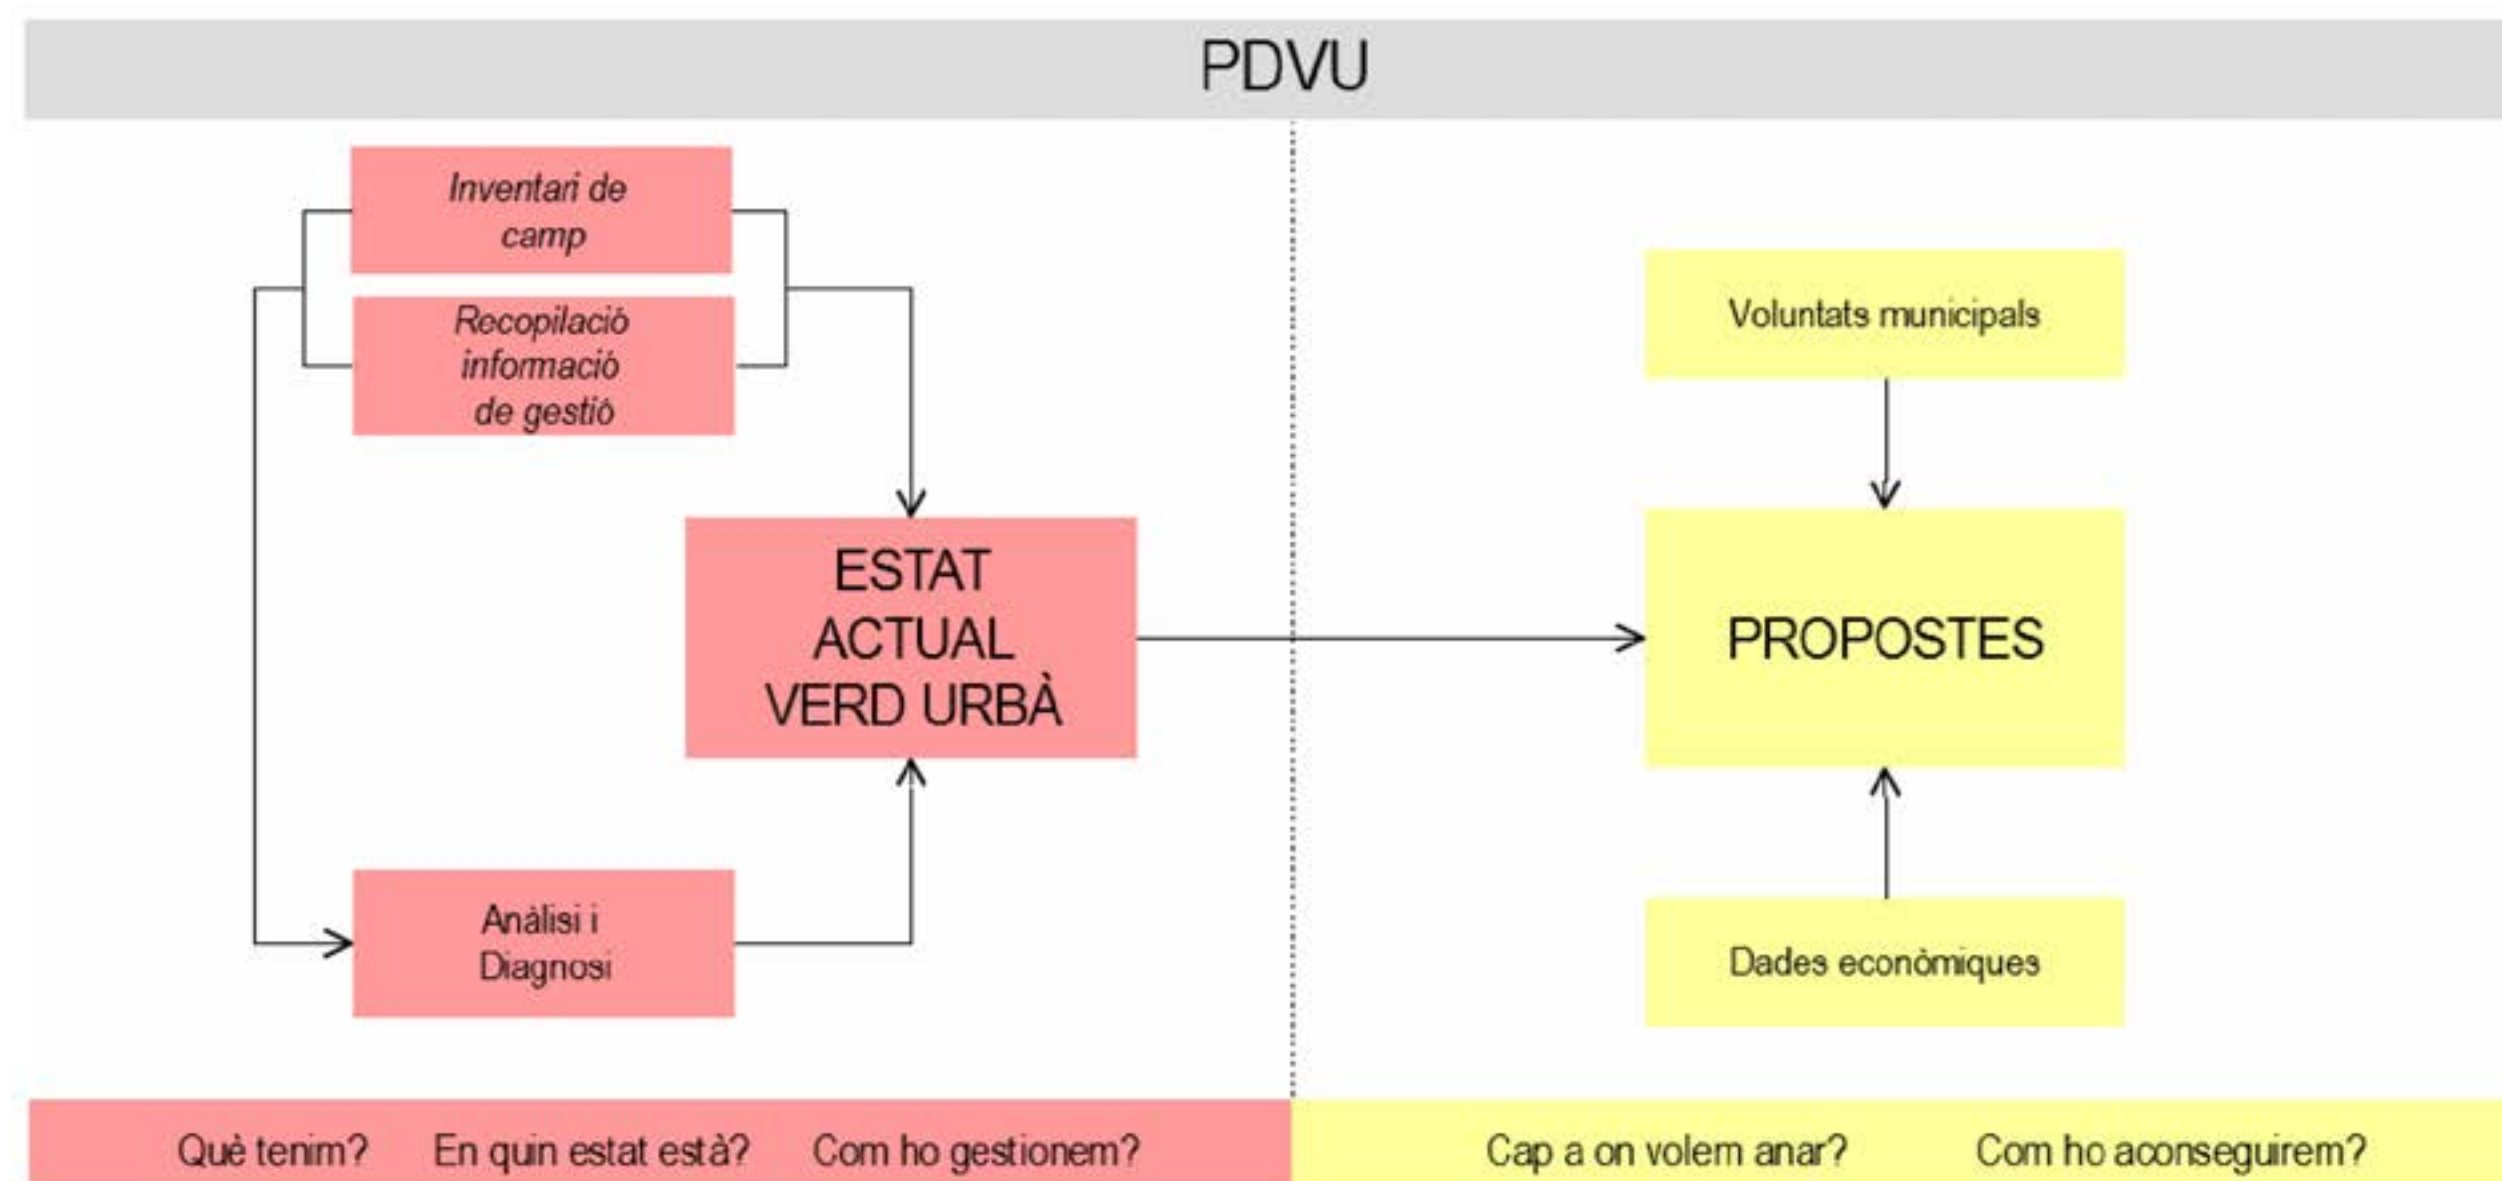 PDVU
Inventari de
camp
Recopilació
informació
de gestió
ESTAT
ACTUAL
VERD URBÀ
Anàlisi i
Diagnosi
Voluntats municipals
PROPOSTES
Dades econòmiques
Què tenim? En quin estat està? Com ho gestionem?
Cap a on volem anar? Com ho aconseguirem?